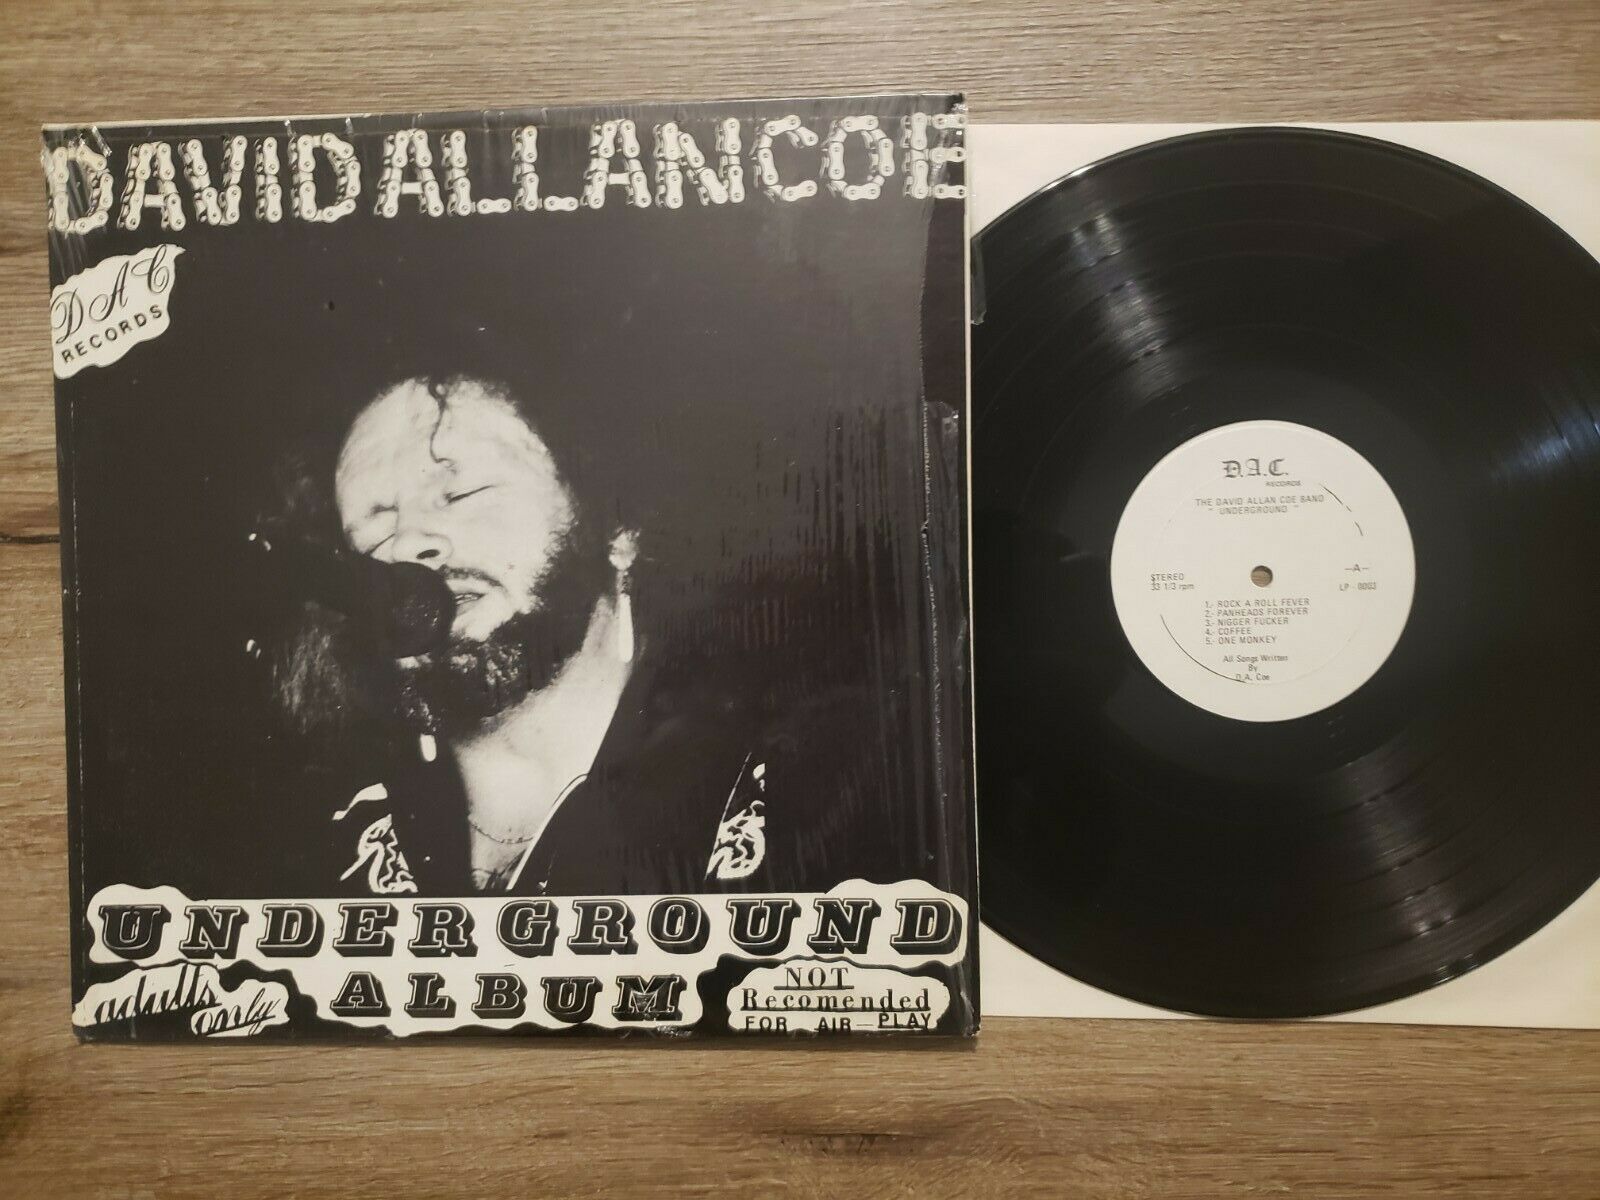 DAVID ALLAN COE
DAC
RECORDS
UNDERGROUND
ALBUM
adults
only
NOT
Recomended
FOR AIR-PLAY
D.A.C.
RECORDS
THE DAVID ALLAN COE BAND
" UNDERGROUND "
STEREO
33 1/3 rpm
—A—
LP - 0003
1.- ROCK A ROLL FEVER
2.- PANHEADS FOREVER
3.- NIGGER FUCKER
4.- COFFEE
5.- ONE MONKEY
All Songs Written
By
D.A. Coe